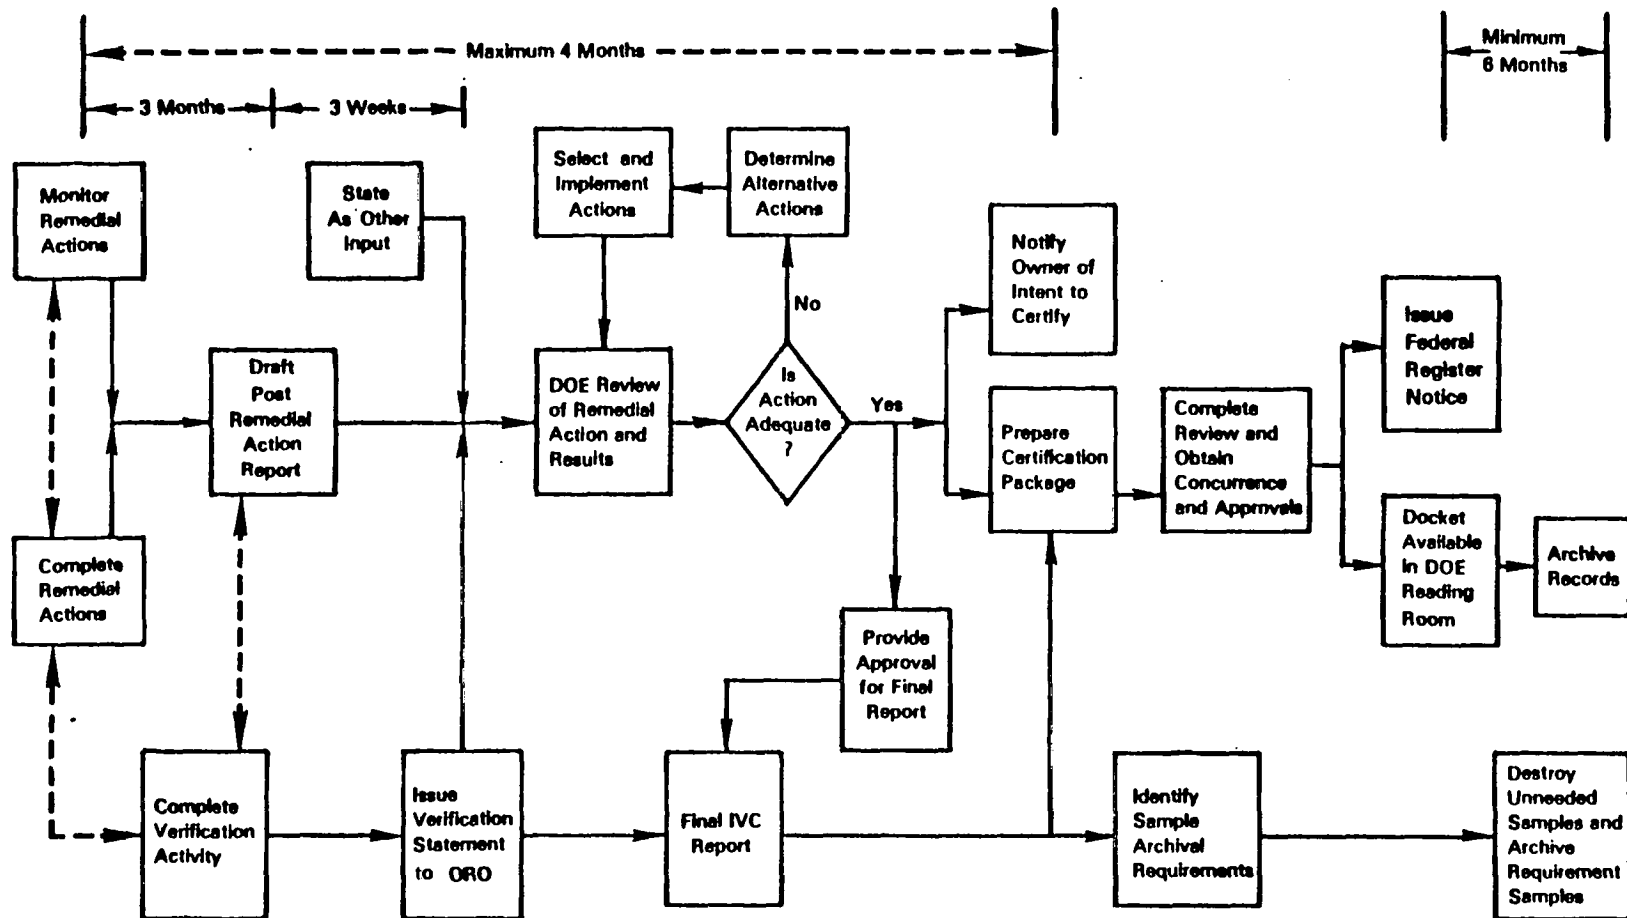 Maximum 4 Months
Minimum
6 Months
3 Months
3 Weeks
Monitor
Remedial
Actions
State
As Other
Input
Select and
Implement
Actions
Determine
Alternative
Actions
Notify
Owner of
Intent to
Certify
No
Issue
Federal
Register
Notice
Draft
Post
Remedial
Action
Report
DOE Review
of Remedial
Action and
Results
Is
Action
Adequate
?
Yes
Prepare
Certification
Package
Complete
Review and
Obtain
Concurrence
and Approvals
Docket
Available
in DOE
Reading
Room
Archive
Records
Complete
Remedial
Actions
Provide
Approval
for Final
Report
Complete
Verification
Activity
Issue
Verification
Statement
to ORO
Final IVC
Report
Identify
Sample
Archival
Requirements
Destroy
Unneeded
Samples and
Archive
Requirement
Samples